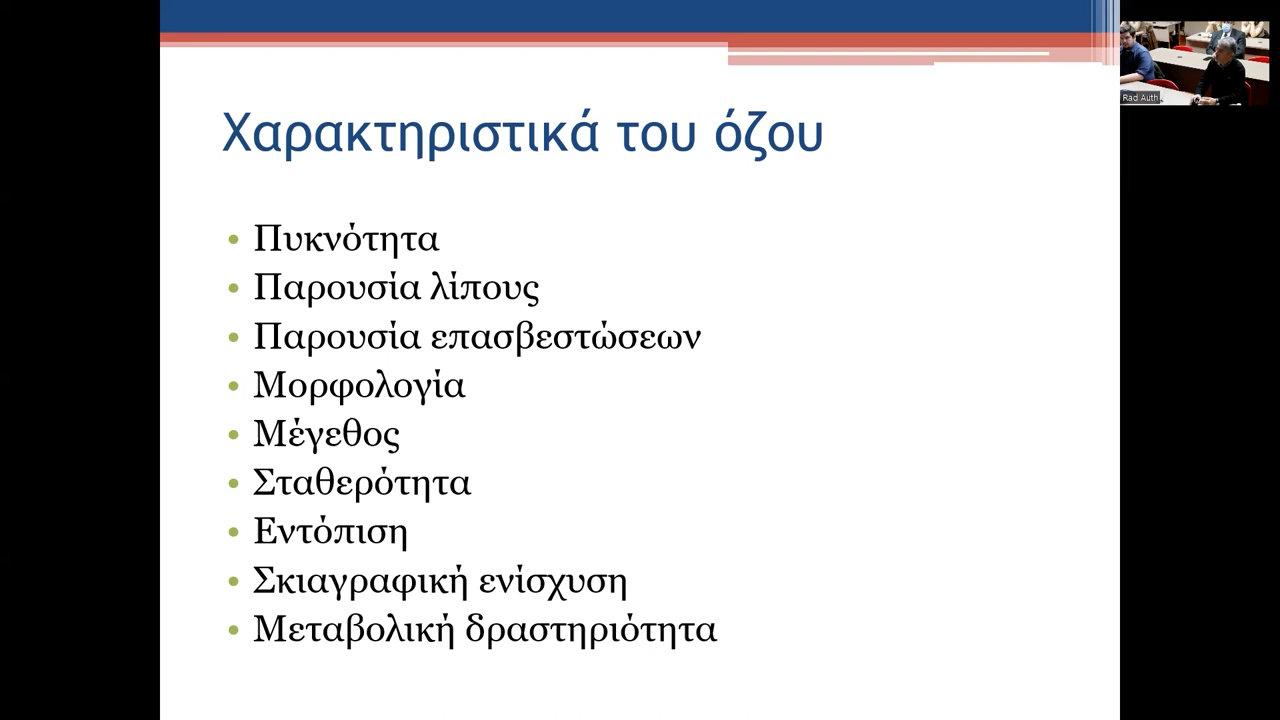 Χαρακτηριστικά του όζου
• Πυκνότητα
• Παρουσία λίπους
• Παρουσία επασβεστώσεων
• Μορφολογία
• Μέγεθος
• Σταθερότητα
• Εντόπιση
• Σκιαγραφική ενίσχυση
• Μεταβολική δραστηριότητα
Rad Auth